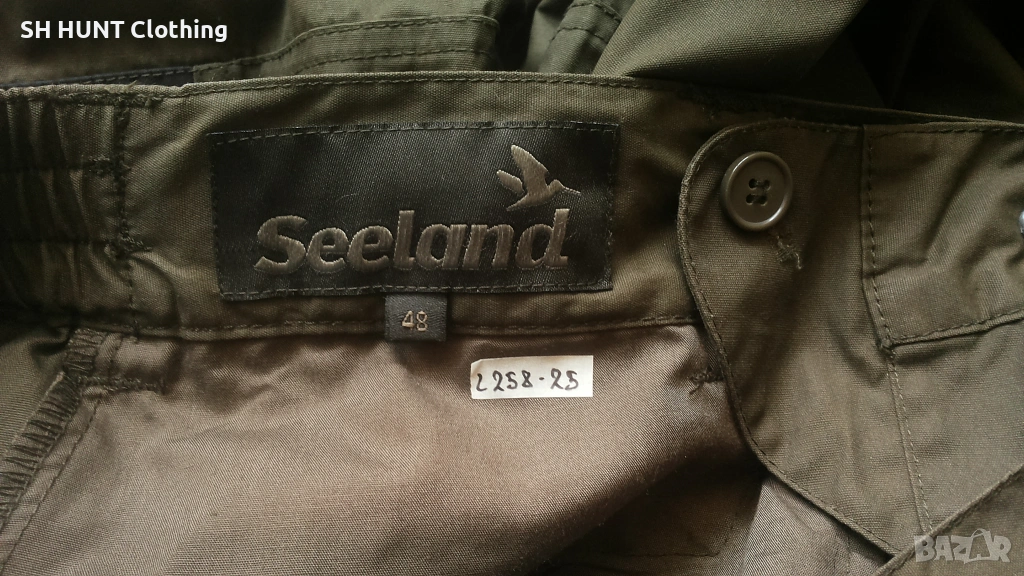 SH HUNT Clothing
Seeland
48
2258-25
BAZAR